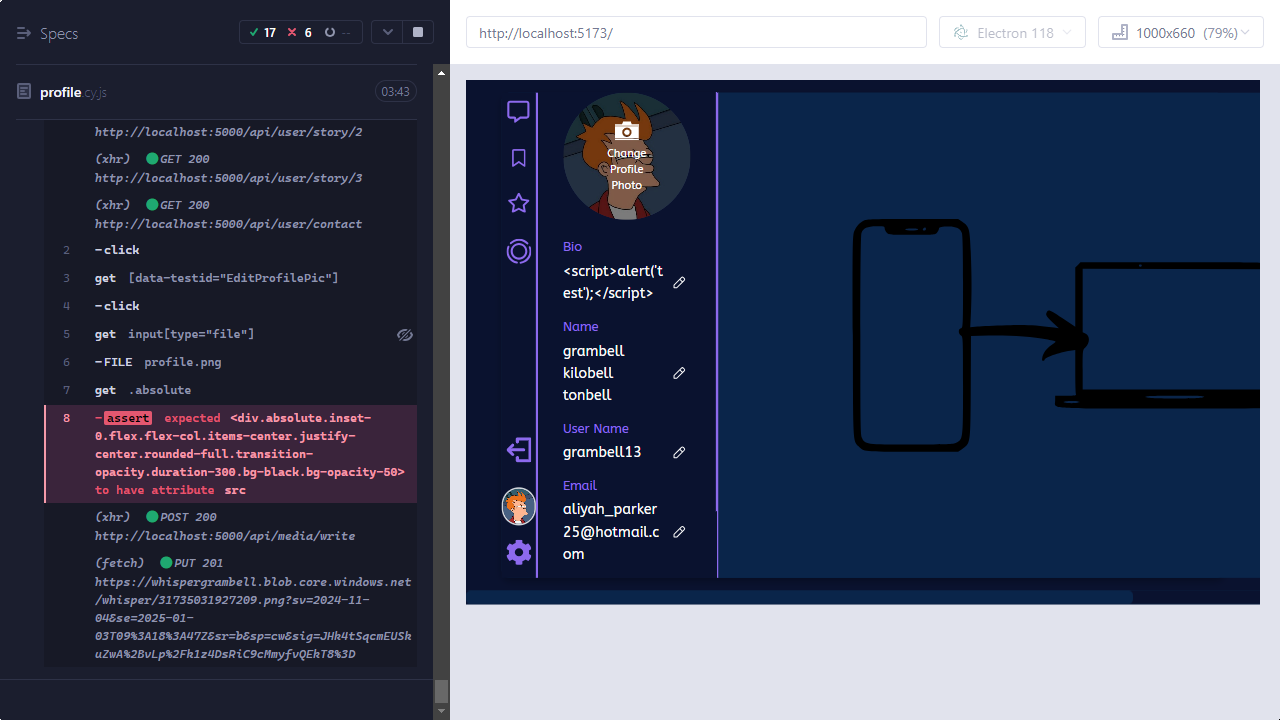 Specs
17 6 --
profile.cy.js 03:43
http://localhost:5000/api/user/story/2
(xhr) GET 200
http://localhost:5000/api/user/story/3
(xhr) GET 200
http://localhost:5000/api/user/contact
2 -click
3 get [data-testid="EditProfilePic"]
4 -click
5 get input[type="file"]
6 -FILE profile.png
7 get .absolute
8 -assert expected <div.absolute.inset-
0.flex.flex-col.items-center.justify-
center.rounded-full.transition-
opacity.duration-300.bg-black.bg-opacity-50>
to have attribute src
(xhr) POST 200
http://localhost:5000/api/media/write
(fetch) PUT 201
https://whispergrambell.blob.core.windows.net
/whisper/31735031927209.png?sv=2024-11-
04&se=2025-01-
03T09%3A18%3A47Z&sr=b&sp=cw&sig=JHk4tSqcmEUSk
uZwA%2BvLp%2Fk1z4DsRiC9cMmyfvQEkT8%3D
http://localhost:5173/
Electron 118
1000x660 (79%)
Change
Profile
Photo
Bio
<script>alert('t
est');</script>
Name
grambell
kilobell
tonbell
User Name
grambell13
Email
aliyah_parker
25@hotmail.c
om